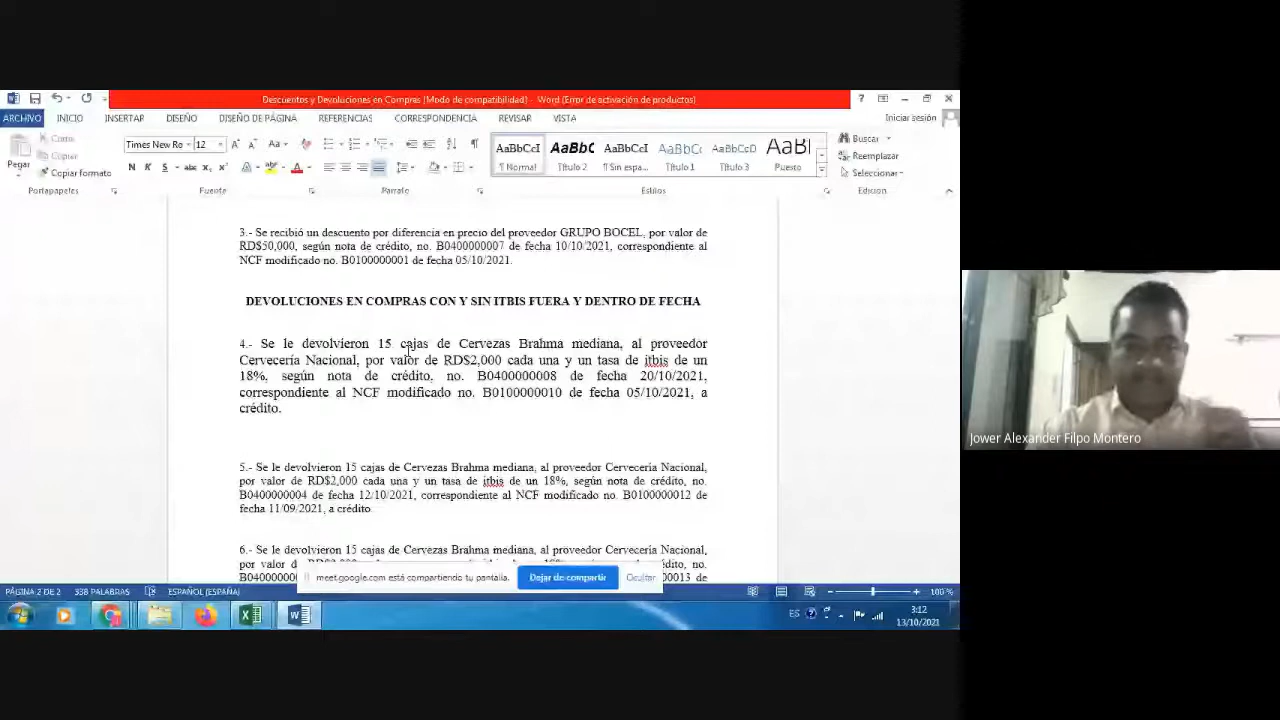 Descuentos y Devoluciones en Compras [Modo de compatibilidad] - Word (Error de activación de productos)
ARCHIVO INICIO INSERTAR DISEÑO DISEÑO DE PÁGINA REFERENCIAS CORRESPONDENCIA REVISAR VISTA Iniciar sesión
Pegar
Cortar
Copiar
Copiar formato
Portapapeles
Times New Ro 12
N K S
Fuente
Párrafo
AaBbCcI AaBbC AaBbCcI AaBbC AaBbCcD AaBl
¶ Normal Título 2 ¶ Sin espa... Título 1 Título 3 Puesto
Estilos
Buscar
Reemplazar
Seleccionar
Edición
3.- Se recibió un descuento por diferencia en precio del proveedor GRUPO BOCEL, por valor de
RD$50,000, según nota de crédito, no. B0400000007 de fecha 10/10/2021, correspondiente al
NCF modificado no. B0100000001 de fecha 05/10/2021.
DEVOLUCIONES EN COMPRAS CON Y SIN ITBIS FUERA Y DENTRO DE FECHA
4.- Se le devolvieron 15 cajas de Cervezas Brahma mediana, al proveedor
Cervecería Nacional, por valor de RD$2,000 cada una y un tasa de itbis de un
18%, según nota de crédito, no. B0400000008 de fecha 20/10/2021,
correspondiente al NCF modificado no. B0100000010 de fecha 05/10/2021, a
crédito.
5.- Se le devolvieron 15 cajas de Cervezas Brahma mediana, al proveedor Cervecería Nacional,
por valor de RD$2,000 cada una y un tasa de itbis de un 18%, según nota de crédito, no.
B0400000004 de fecha 12/10/2021, correspondiente al NCF modificado no. B0100000012 de
fecha 11/09/2021, a crédito.
6.- Se le devolvieron 15 cajas de Cervezas Brahma mediana, al proveedor Cervecería Nacional,
por valor de
meet.google.com está compartiendo tu pantalla.
Dejar de compartir
Ocultar
PÁGINA 2 DE 2 338 PALABRAS ESPAÑOL (ESPAÑA) 100 %
ES
3:12
13/10/2021
Jower Alexander Filpo Montero